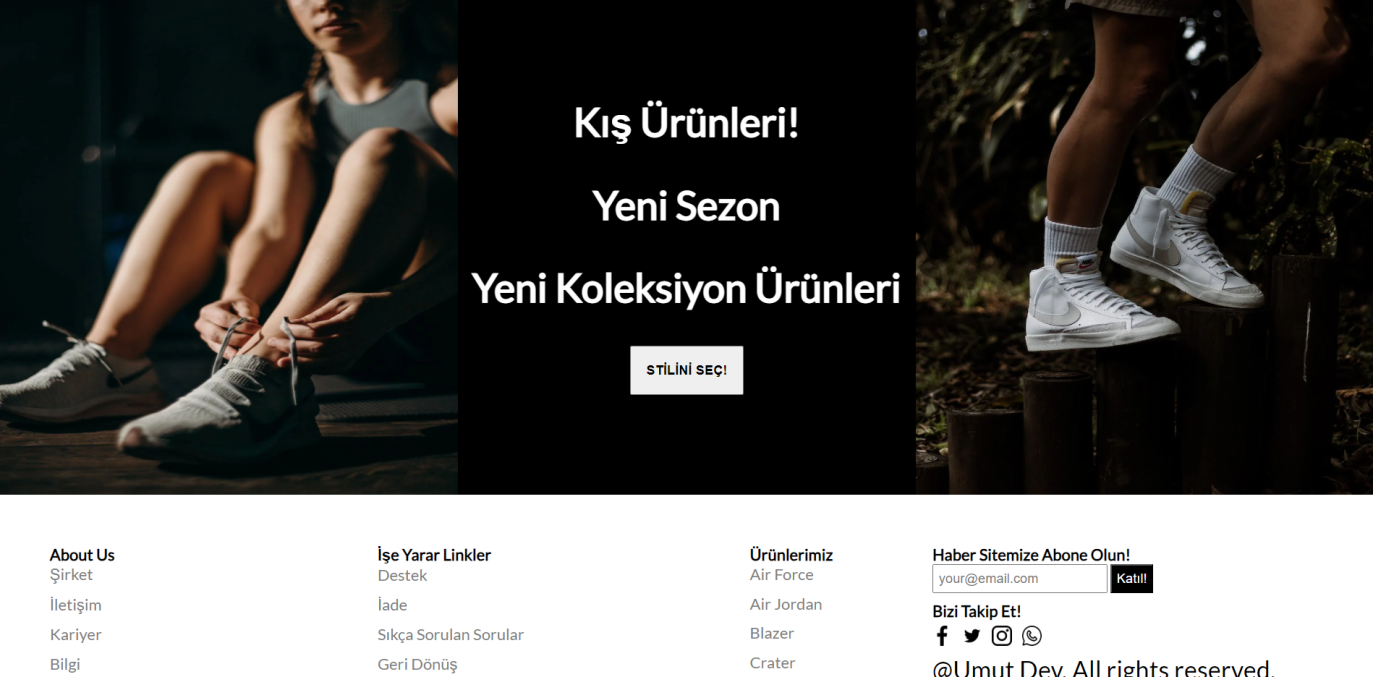 Kış Ürünleri!
Yeni Sezon
Yeni Koleksiyon Ürünleri
STİLİNİ SEÇ!
About Us
Şirket
İletişim
Kariyer
Bilgi
İşe Yarar Linkler
Destek
İade
Sıkça Sorulan Sorular
Geri Dönüş
Ürünlerimiz
Air Force
Air Jordan
Blazer
Crater
Haber Sitemize Abone Olun!
your@email.com
Katıl!
Bizi Takip Et!
@Umut Dev. All rights reserved.